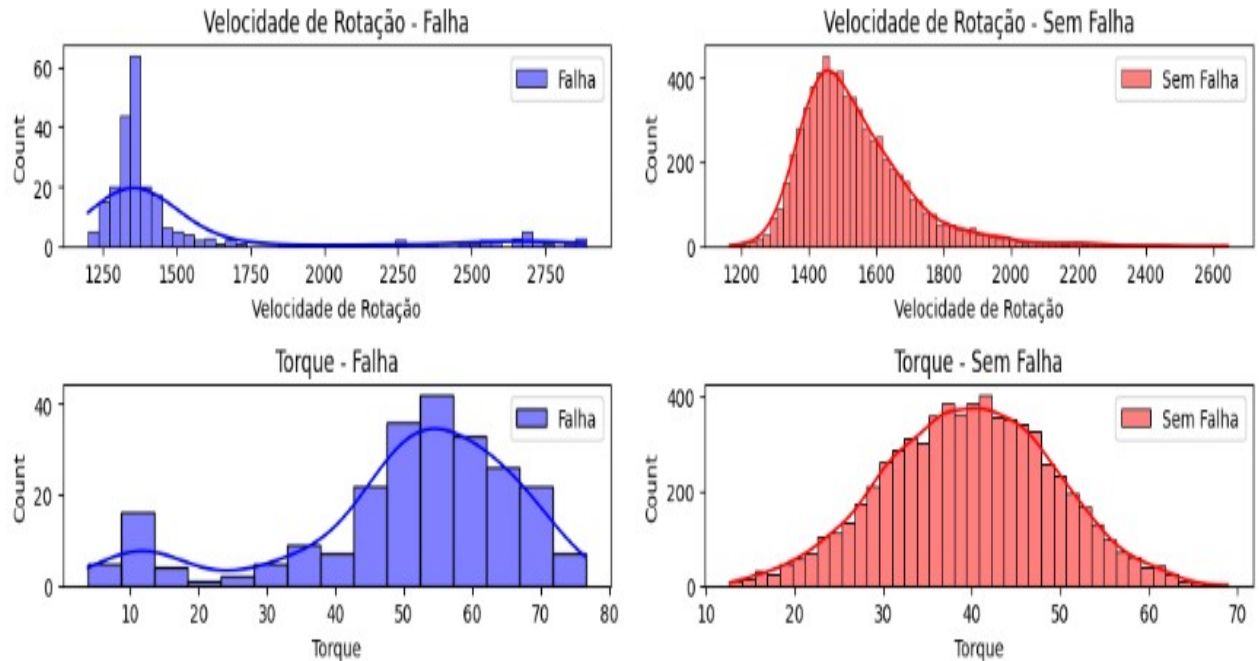 Velocidade de Rotação - Falha
60
40
20
0
Count
Falha
1250 1500 1750 2000 2250 2500 2750
Velocidade de Rotação
Velocidade de Rotação - Sem Falha
400
200
0
Count
Sem Falha
1200 1400 1600 1800 2000 2200 2400 2600
Velocidade de Rotação
Torque - Falha
40
20
0
Count
Falha
10 20 30 40 50 60 70 80
Torque
Torque - Sem Falha
400
200
0
Count
Sem Falha
10 20 30 40 50 60 70
Torque